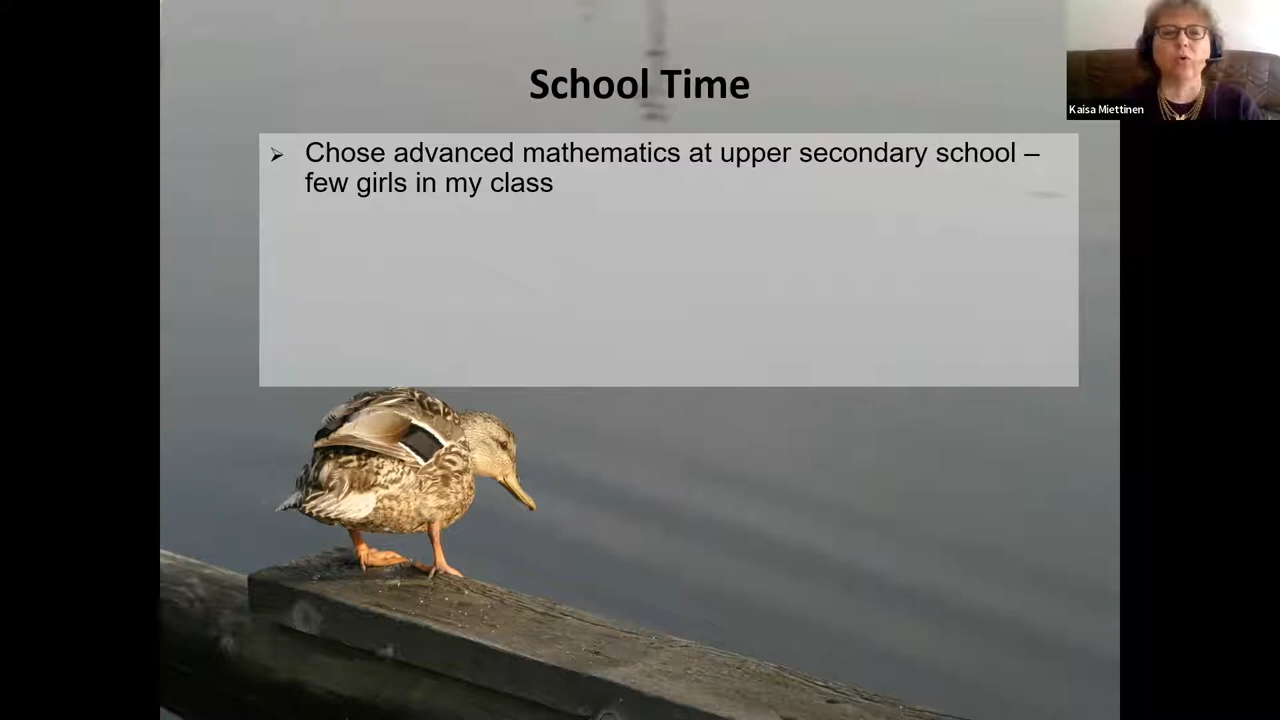 School Time
Kaisa Miettinen
➢ Chose advanced mathematics at upper secondary school –
few girls in my class